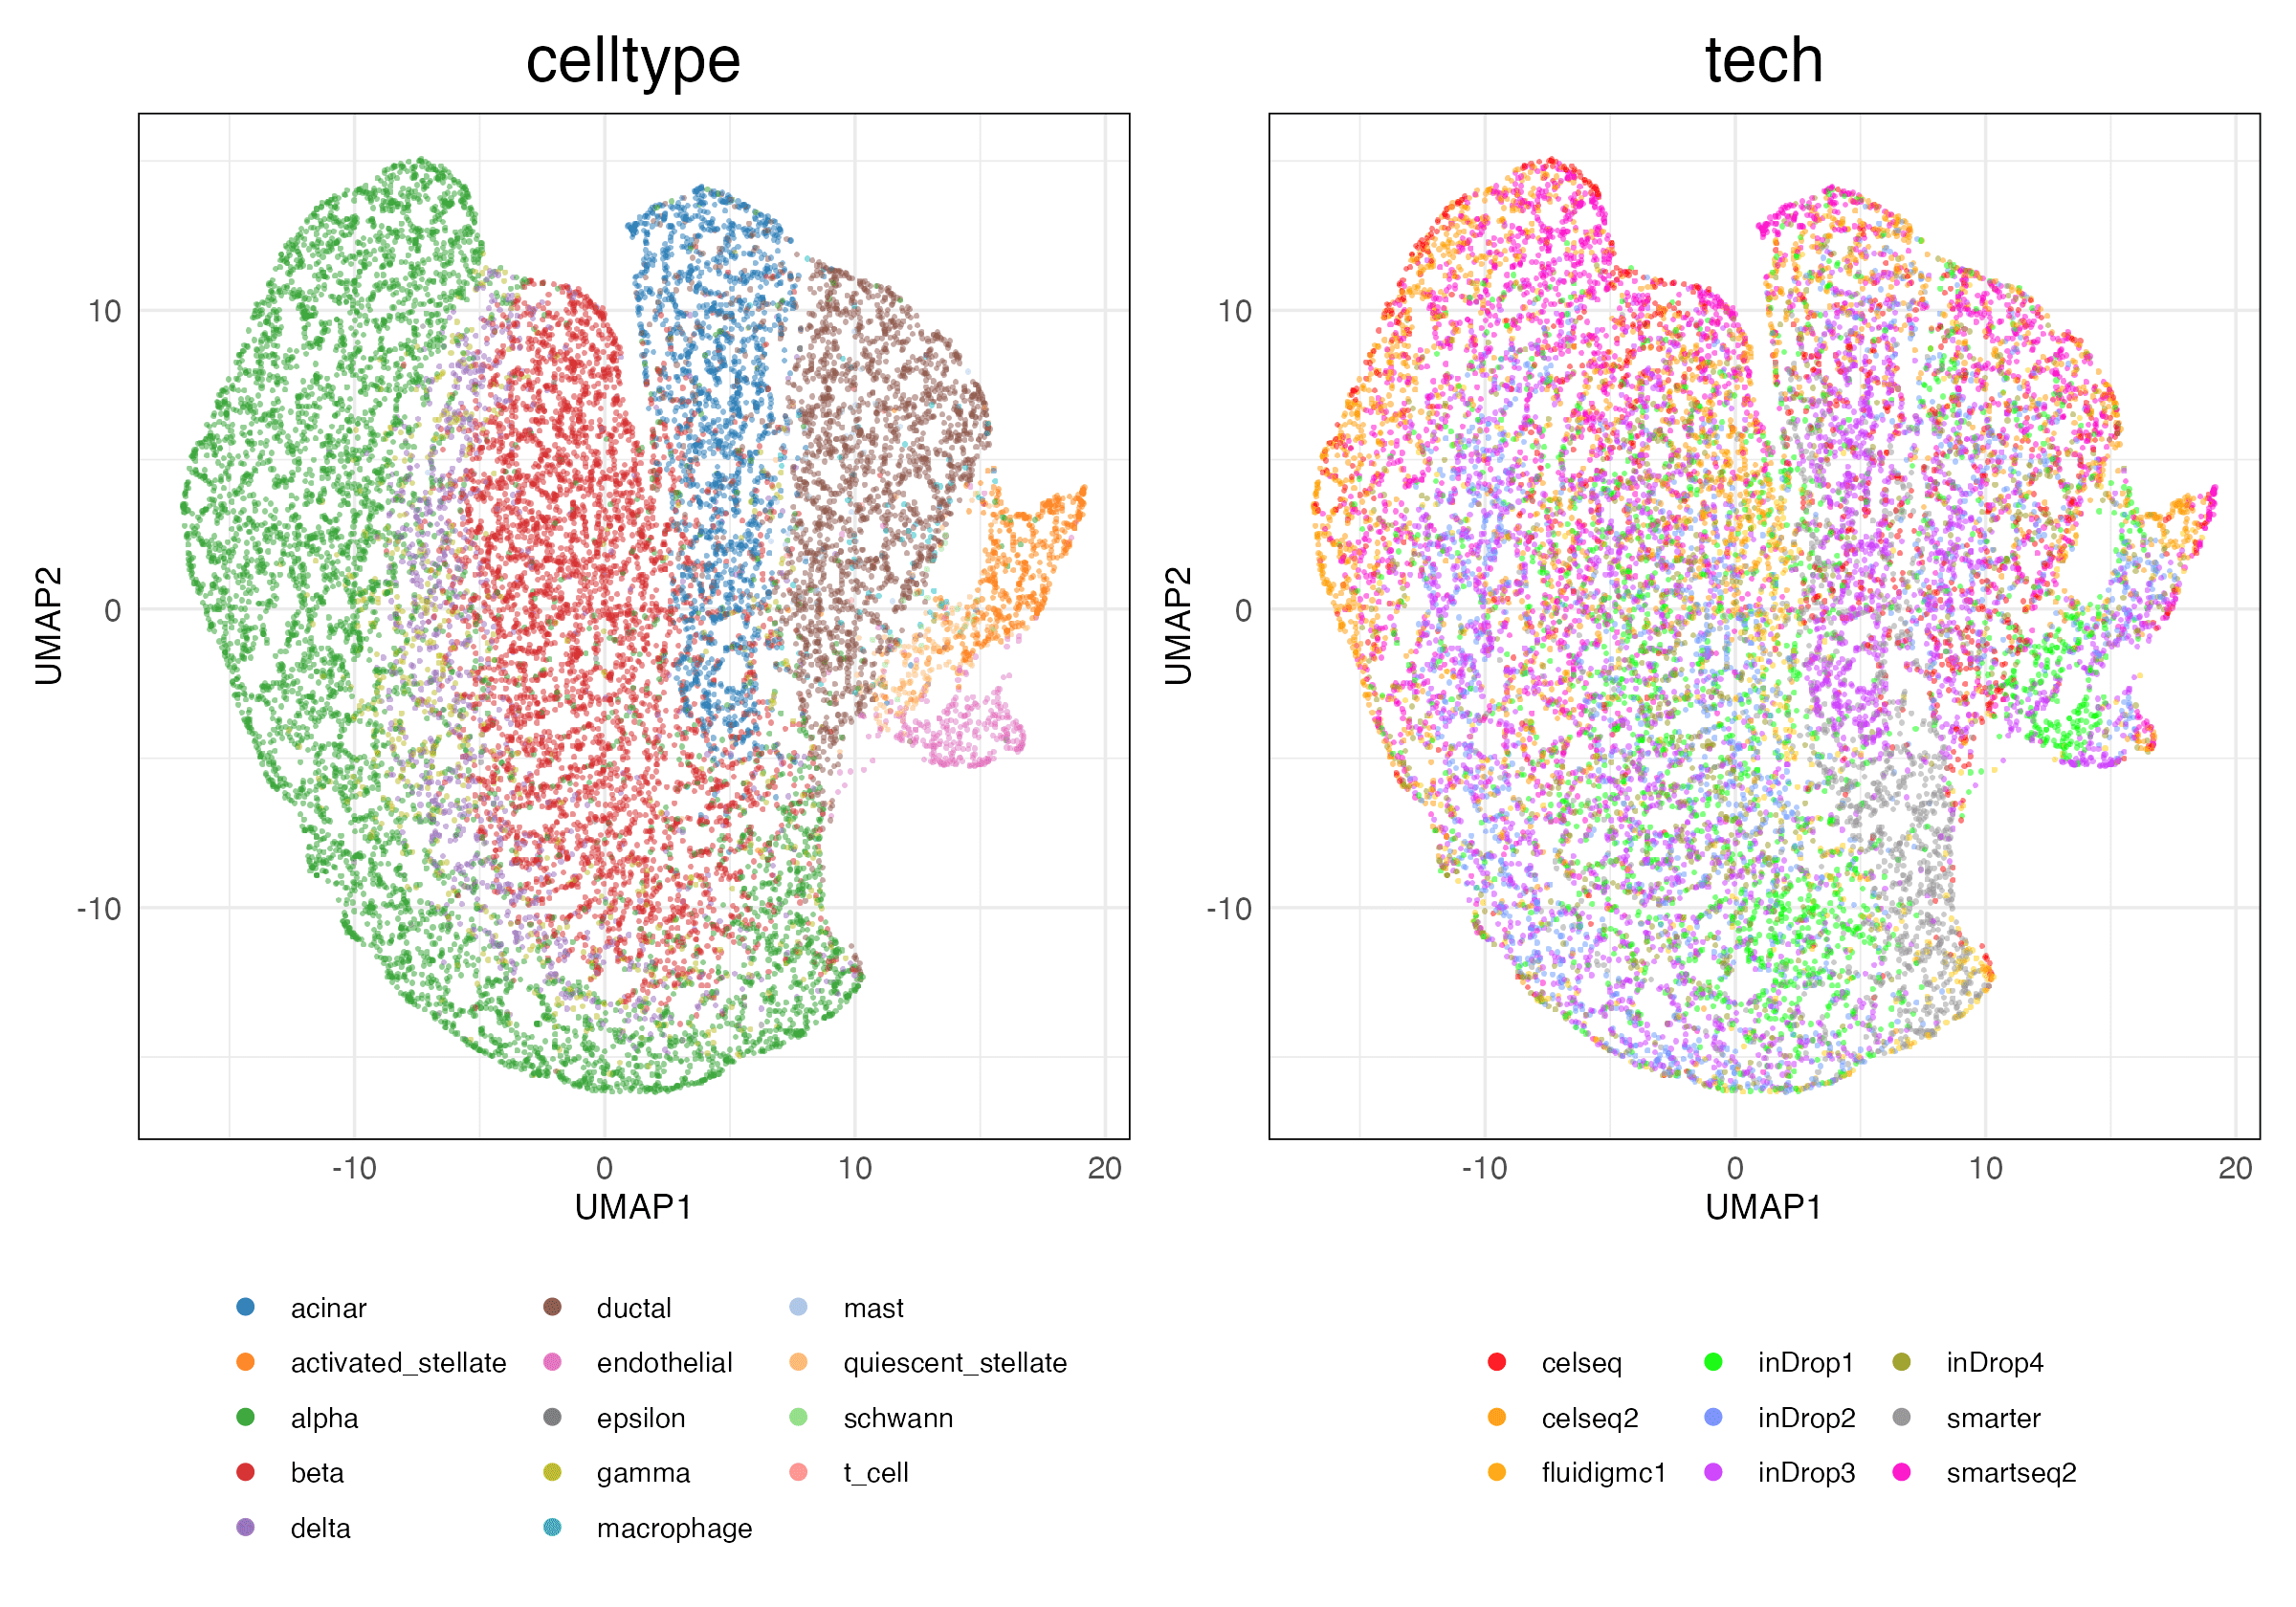 celltype
tech
10
0
-10
UMAP2
-10 0 10 20
UMAP1
10
0
-10
UMAP2
-10 0 10 20
UMAP1
acinar
activated_stellate
alpha
beta
delta
ductal
endothelial
epsilon
gamma
macrophage
mast
quiescent_stellate
schwann
t_cell
celseq
celseq2
fluidigmc1
inDrop1
inDrop2
inDrop3
inDrop4
smarter
smartseq2